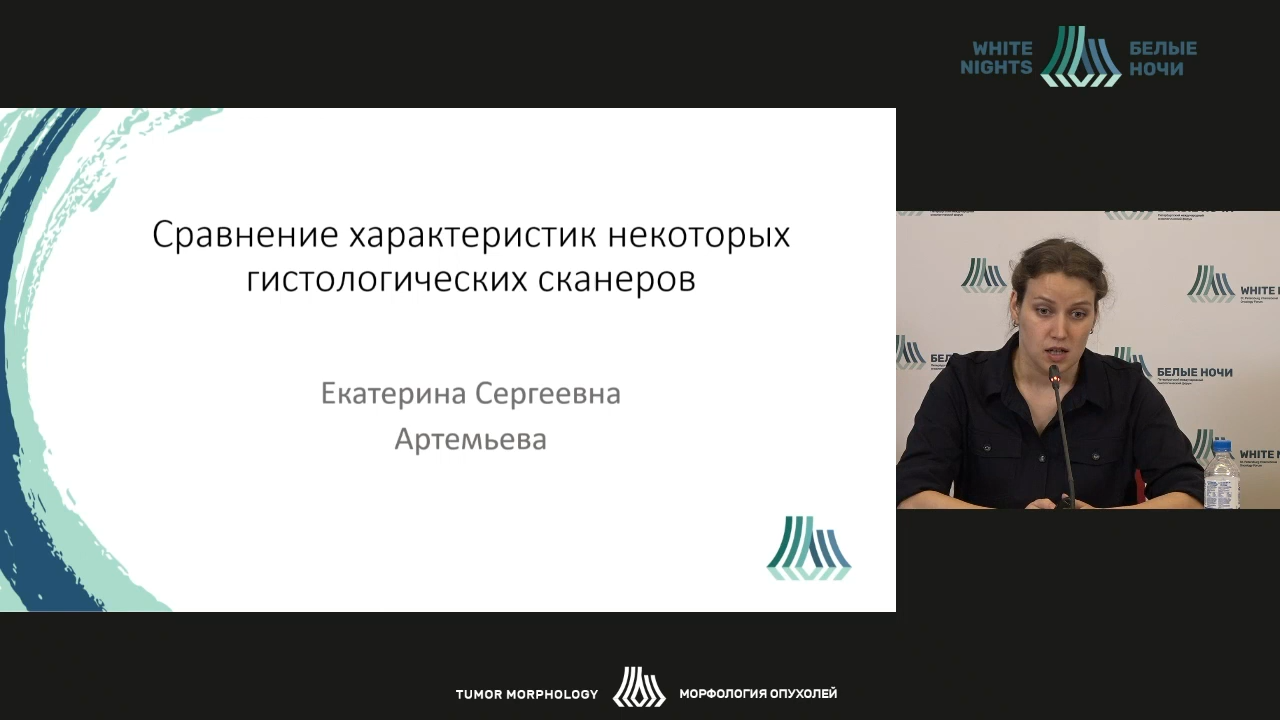 WHITE
NIGHTS
БЕЛЫЕ
НОЧИ
Сравнение характеристик некоторых
гистологических сканеров
Екатерина Сергеевна
Артемьева
WHITE
БЕЛЫЕ НОЧИ
WHITE
TUMOR MORPHOLOGY
МОРФОЛОГИЯ ОПУХОЛЕЙ